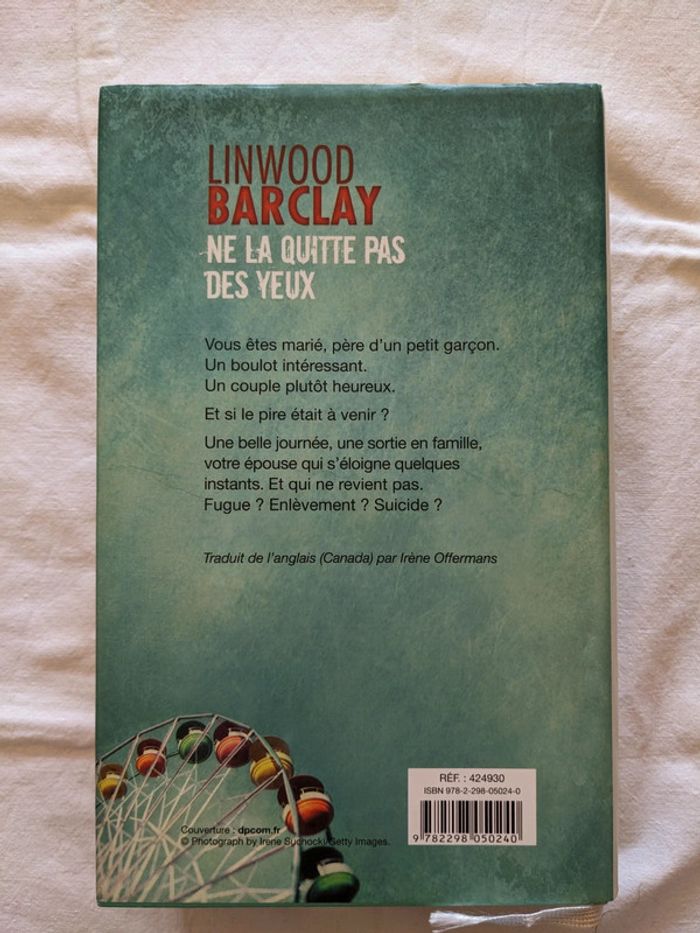 LINWOOD
BARCLAY
NE LA QUITTE PAS
DES YEUX
Vous êtes marié, père d'un petit garçon.
Un boulot intéressant.
Un couple plutôt heureux.
Et si le pire était à venir ?
Une belle journée, une sortie en famille,
votre épouse qui s'éloigne quelques
instants. Et qui ne revient pas.
Fugue ? Enlèvement ? Suicide ?
Traduit de l'anglais (Canada) par Irène Offermans
RÉF. : 424930
ISBN 978-2-298-05024-0
9 782298 050240
Couverture : dpcom.fr
© Photograph by Irene Suchocki/Getty Images.